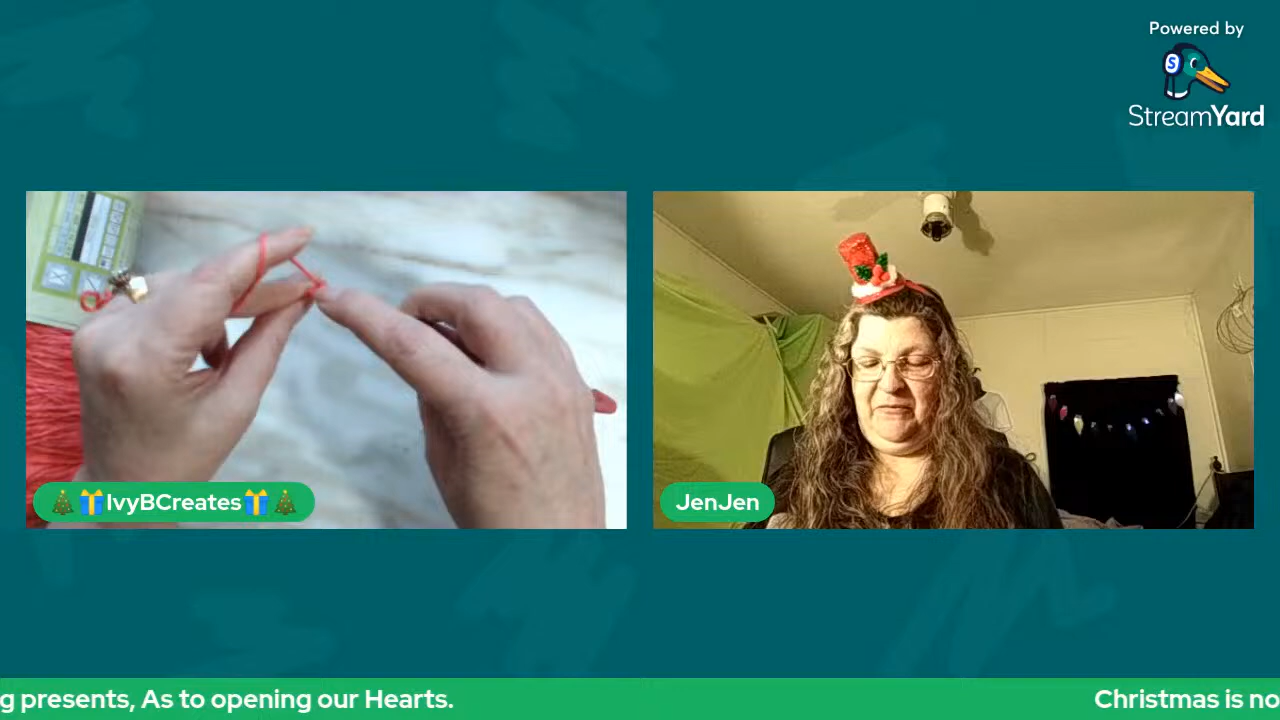 Powered by
S
StreamYard
🎄🎁IvyBCreates🎁🎄
JenJen
g presents, As to opening our Hearts.
Christmas is no